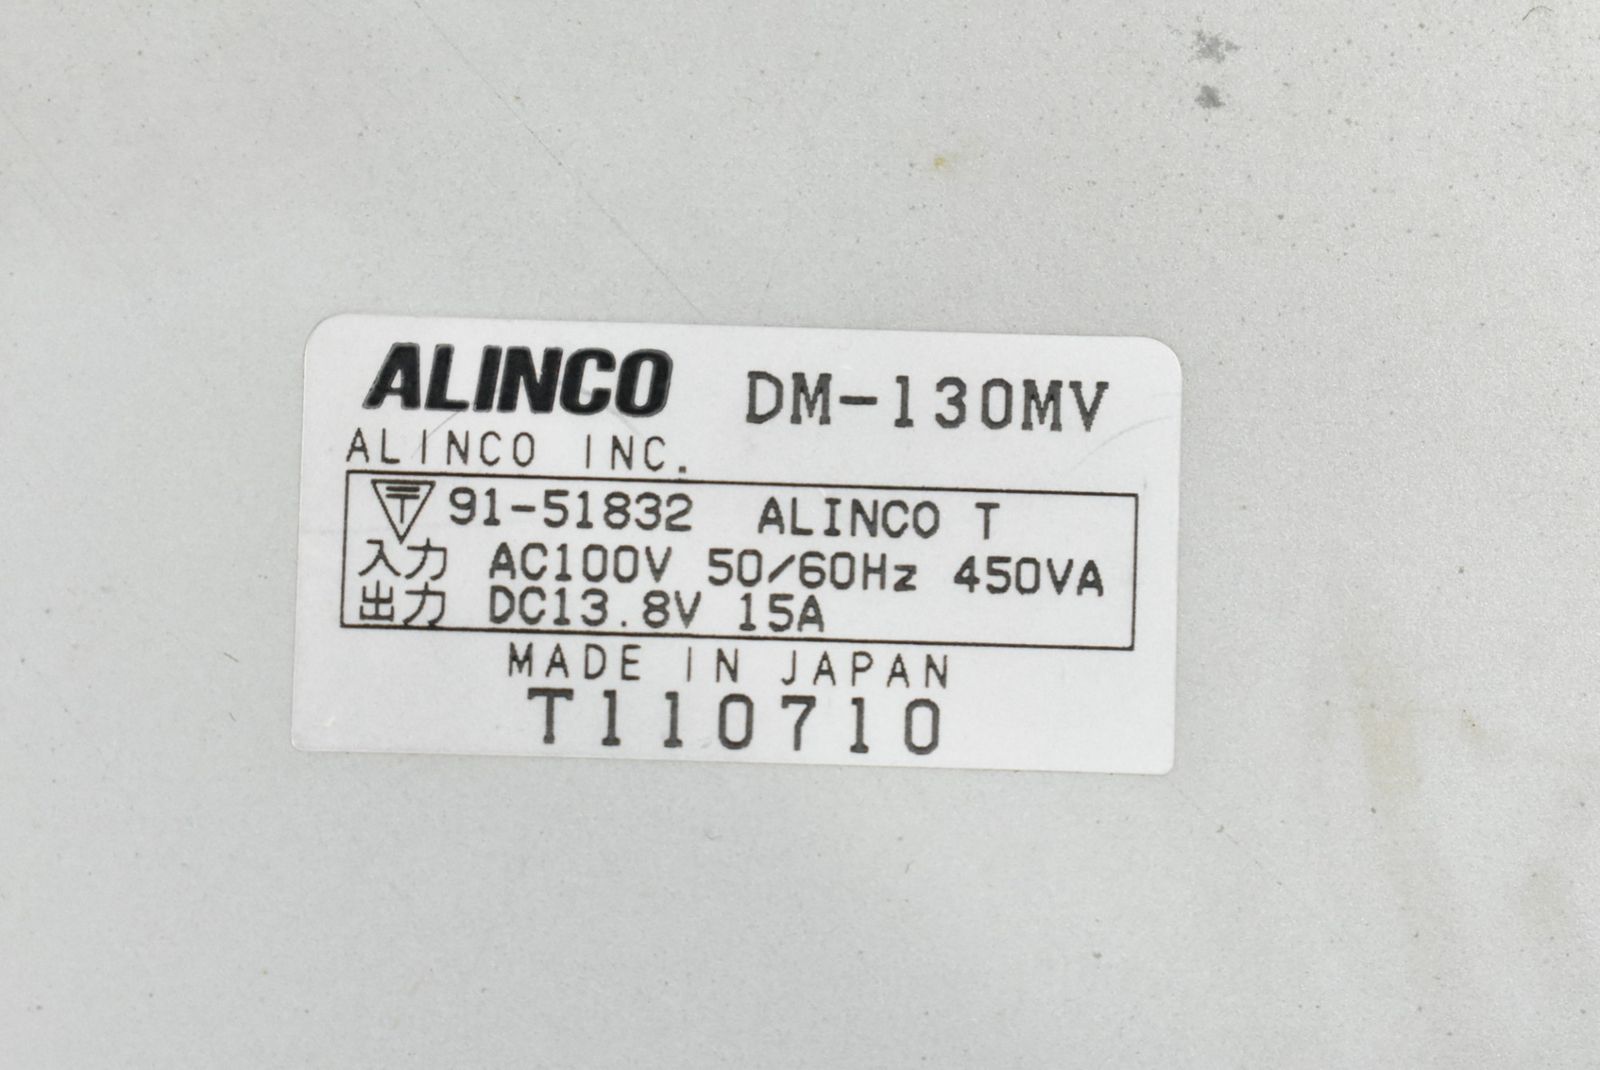 ALINCO DM-130MV
ALINCO INC.
〒 91-51832 ALINCO T
入力 AC100V 50/60Hz 450VA
出力 DC13.8V 15A
MADE IN JAPAN
T110710